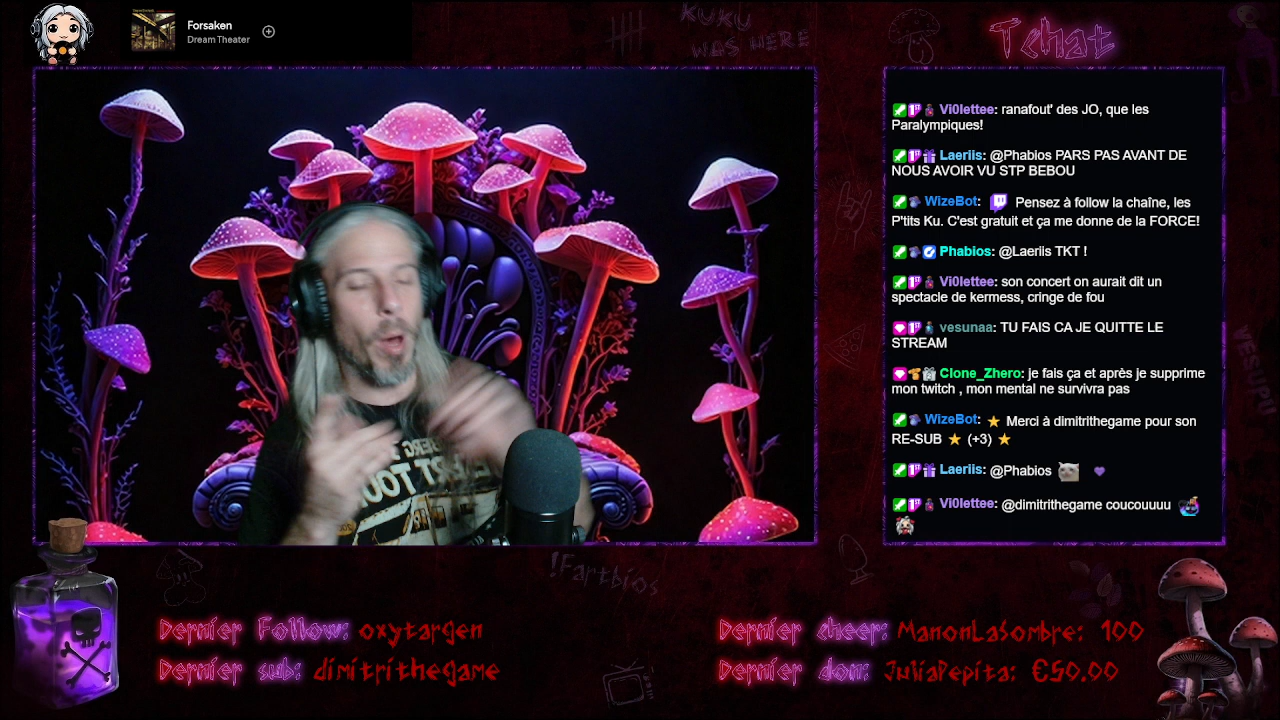 Forsaken
Dream Theater
KUKU
WAS HERE
Tchat
Vi0lettee: ranafout' des JO, que les
Paralympiques!
Laeriis: @Phabios PARS PAS AVANT DE
NOUS AVOIR VU STP BEBOU
WizeBot: Pensez à follow la chaîne, les
P'tits Ku. C'est gratuit et ça me donne de la FORCE!
Phabios: @Laeriis TKT !
Vi0lettee: son concert on aurait dit un
spectacle de kermess, cringe de fou
vesunaa: TU FAIS CA JE QUITTE LE
STREAM
Clone_Zhero: je fais ça et après je supprime
mon twitch , mon mental ne survivra pas
WizeBot: Merci à dimitrithegame pour son
RE-SUB (+3)
Laeriis: @Phabios
Vi0lettee: @dimitrithegame coucouuuu
!Fartbios
Dernier Follow: oxytargen
Dernier sub: dimitrithegame
Dernier cheer: ManonLaSombre: 100
Dernier don: JuliaPepita: €50.00